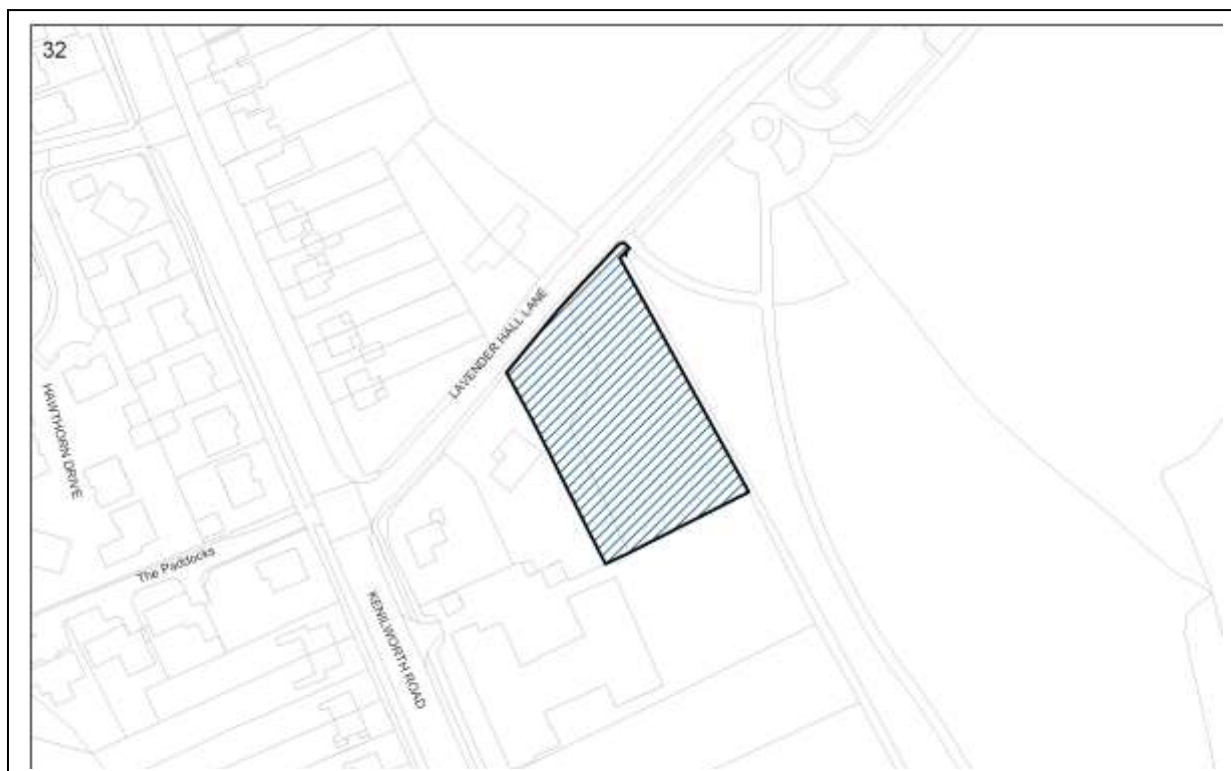 32
LAVENDER HALL LANE
HAWTHORN DRIVE
The Paddocks
KENILWORTH ROAD